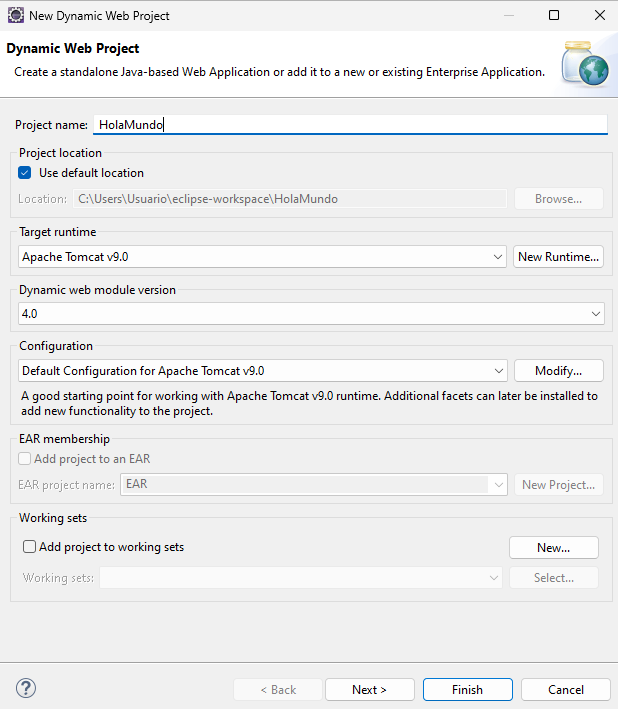 New Dynamic Web Project
Dynamic Web Project
Create a standalone Java-based Web Application or add it to a new or existing Enterprise Application.
Project name: HolaMundo
Project location
Use default location
Location: C:\Users\Usuario\eclipse-workspace\HolaMundo Browse...
Target runtime
Apache Tomcat v9.0 New Runtime...
Dynamic web module version
4.0
Configuration
Default Configuration for Apache Tomcat v9.0 Modify...
A good starting point for working with Apache Tomcat v9.0 runtime. Additional facets can later be installed to
add new functionality to the project.
EAR membership
Add project to an EAR
EAR project name: EAR New Project...
Working sets
Add project to working sets New...
Working sets: Select...
? < Back Next > Finish Cancel